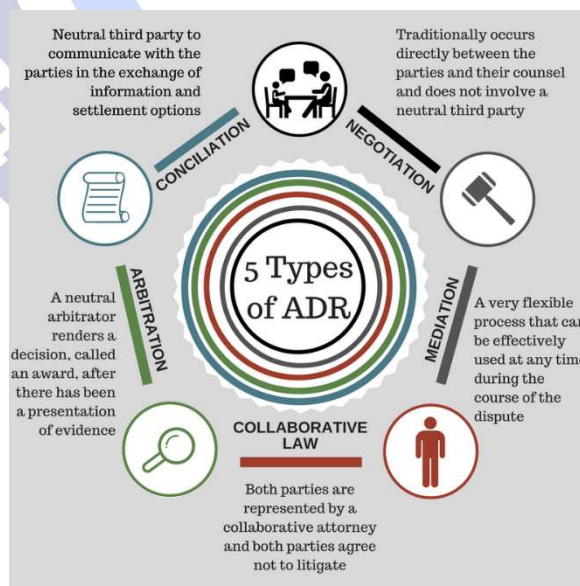 Neutral third party to
communicate with the
parties in the exchange of
information and
settlement options
CONCILIATION
Traditionally occurs
directly between the
parties and their counsel
and does not involve a
neutral third party
NEGOTIATION
5 Types
of ADR
ARBITRATION
A neutral
arbitrator
renders a
decision, called
an award, after
there has been
a presentation
of evidence
MEDIATION
A very flexible
process that can
be effectively
used at any time
during the
course of the
dispute
COLLABORATIVE
LAW
Both parties are
represented by a
collaborative attorney
and both parties agree
not to litigate